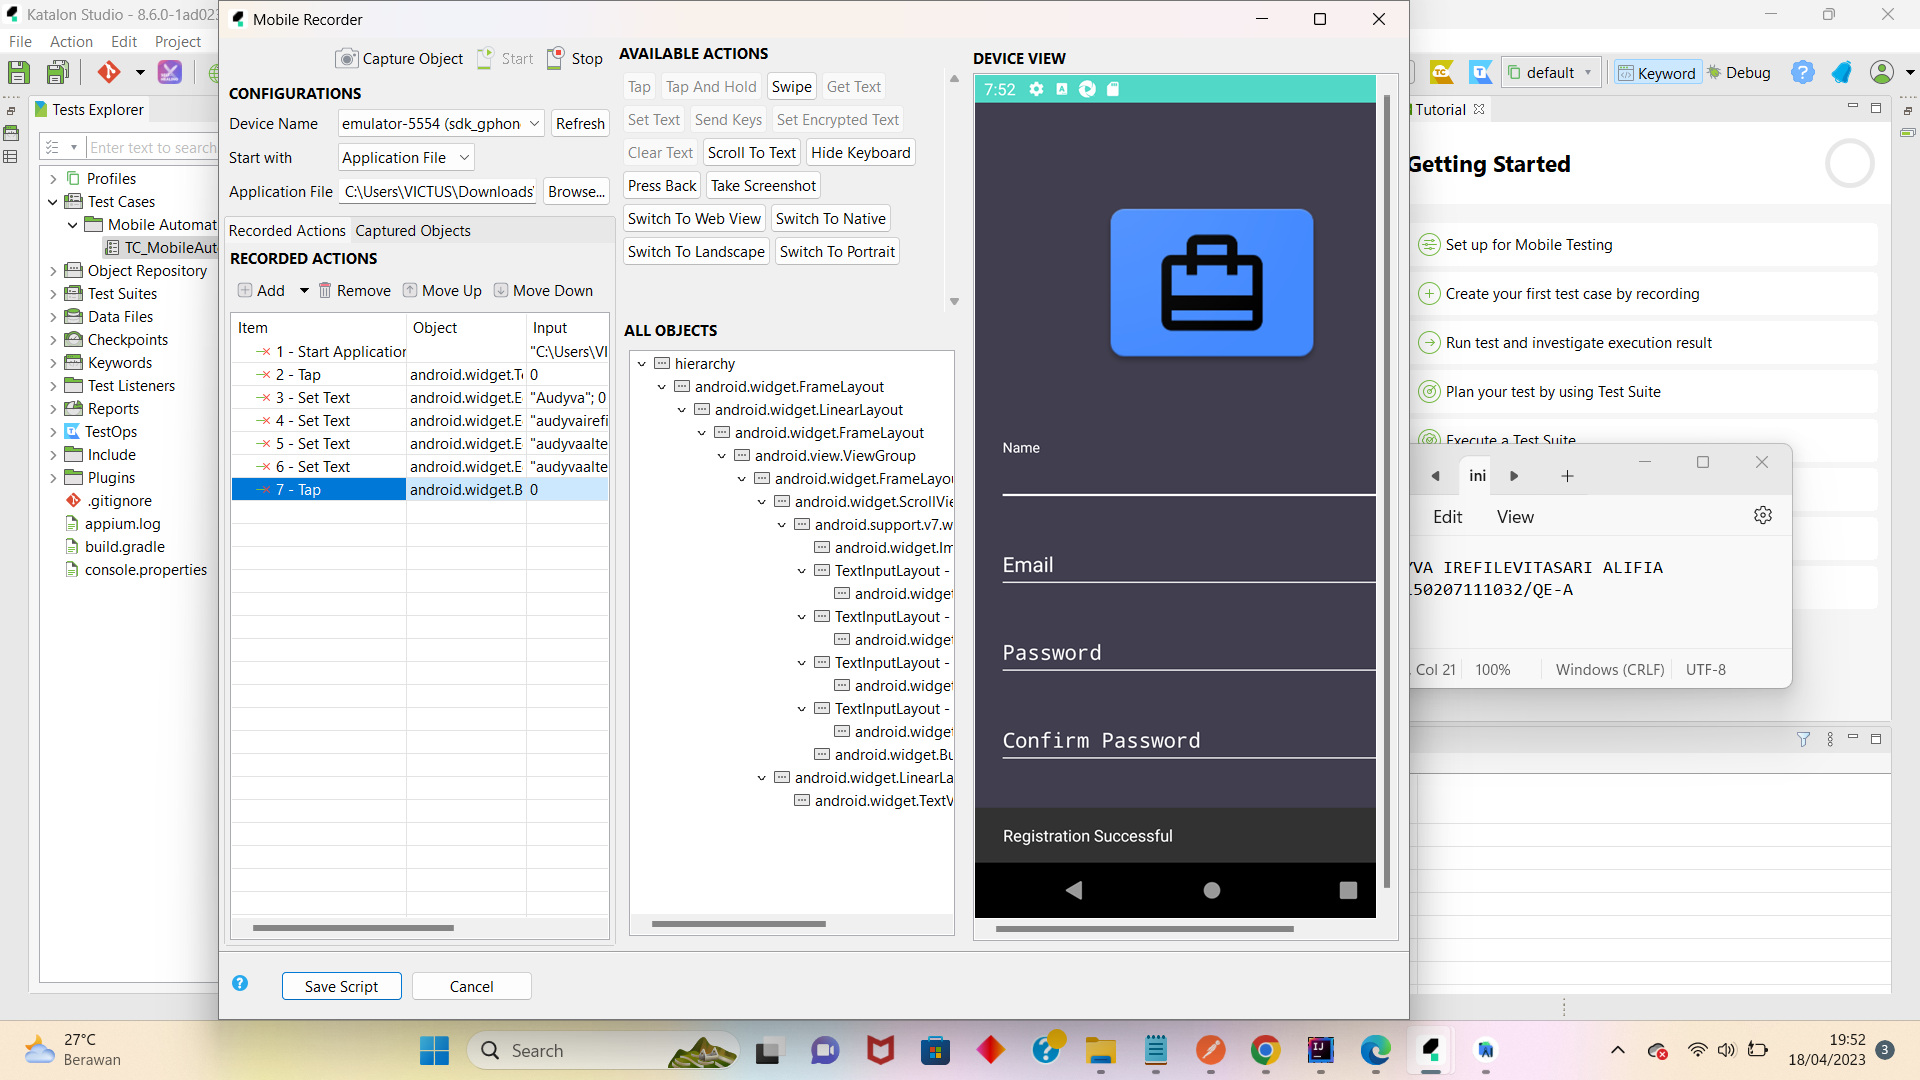 Katalon Studio - 8.6.0-1ad023
File Action Edit Project
Tests Explorer
Enter text to search
Profiles
Test Cases
Mobile Automat
TC_MobileAut
Object Repository
Test Suites
Data Files
Checkpoints
Keywords
Test Listeners
Reports
TestOps
Include
Plugins
.gitignore
appium.log
build.gradle
console.properties
Mobile Recorder
Capture Object Start Stop
CONFIGURATIONS
Device Name emulator-5554 (sdk_gphon Refresh
Start with Application File
Application File C:\Users\VICTUS\Downloads\ Browse...
Recorded Actions Captured Objects
RECORDED ACTIONS
Add Remove Move Up Move Down
Item Object Input
1 - Start Application "C:\Users\VI
2 - Tap android.widget.Te 0
3 - Set Text android.widget.E "Audyva"; 0
4 - Set Text android.widget.E "audyvairefi
5 - Set Text android.widget.E "audyvaalte
6 - Set Text android.widget.E "audyvaalte
7 - Tap android.widget.B 0
Save Script Cancel
AVAILABLE ACTIONS
Tap Tap And Hold Swipe Get Text
Set Text Send Keys Set Encrypted Text
Clear Text Scroll To Text Hide Keyboard
Press Back Take Screenshot
Switch To Web View Switch To Native
Switch To Landscape Switch To Portrait
ALL OBJECTS
hierarchy
android.widget.FrameLayout
android.widget.LinearLayout
android.widget.FrameLayout
android.view.ViewGroup
android.widget.FrameLayou
android.widget.ScrollVie
android.support.v7.w
android.widget.Im
TextInputLayout -
android.widget
TextInputLayout -
android.widget
TextInputLayout -
android.widget
TextInputLayout -
android.widget
android.widget.Bu
android.widget.LinearLa
android.widget.TextV
DEVICE VIEW
7:52
Name
Email
Password
Confirm Password
Registration Successful
default Keyword Debug
Tutorial
Getting Started
Set up for Mobile Testing
Create your first test case by recording
Run test and investigate execution result
Plan your test by using Test Suite
Execute a Test Suite
ini
Edit View
VA IREFILEVITASARI ALIFIA
150207111032/QE-A
Col 21 100% Windows (CRLF) UTF-8
27°C
Berawan
Search
19:52
18/04/2023 3